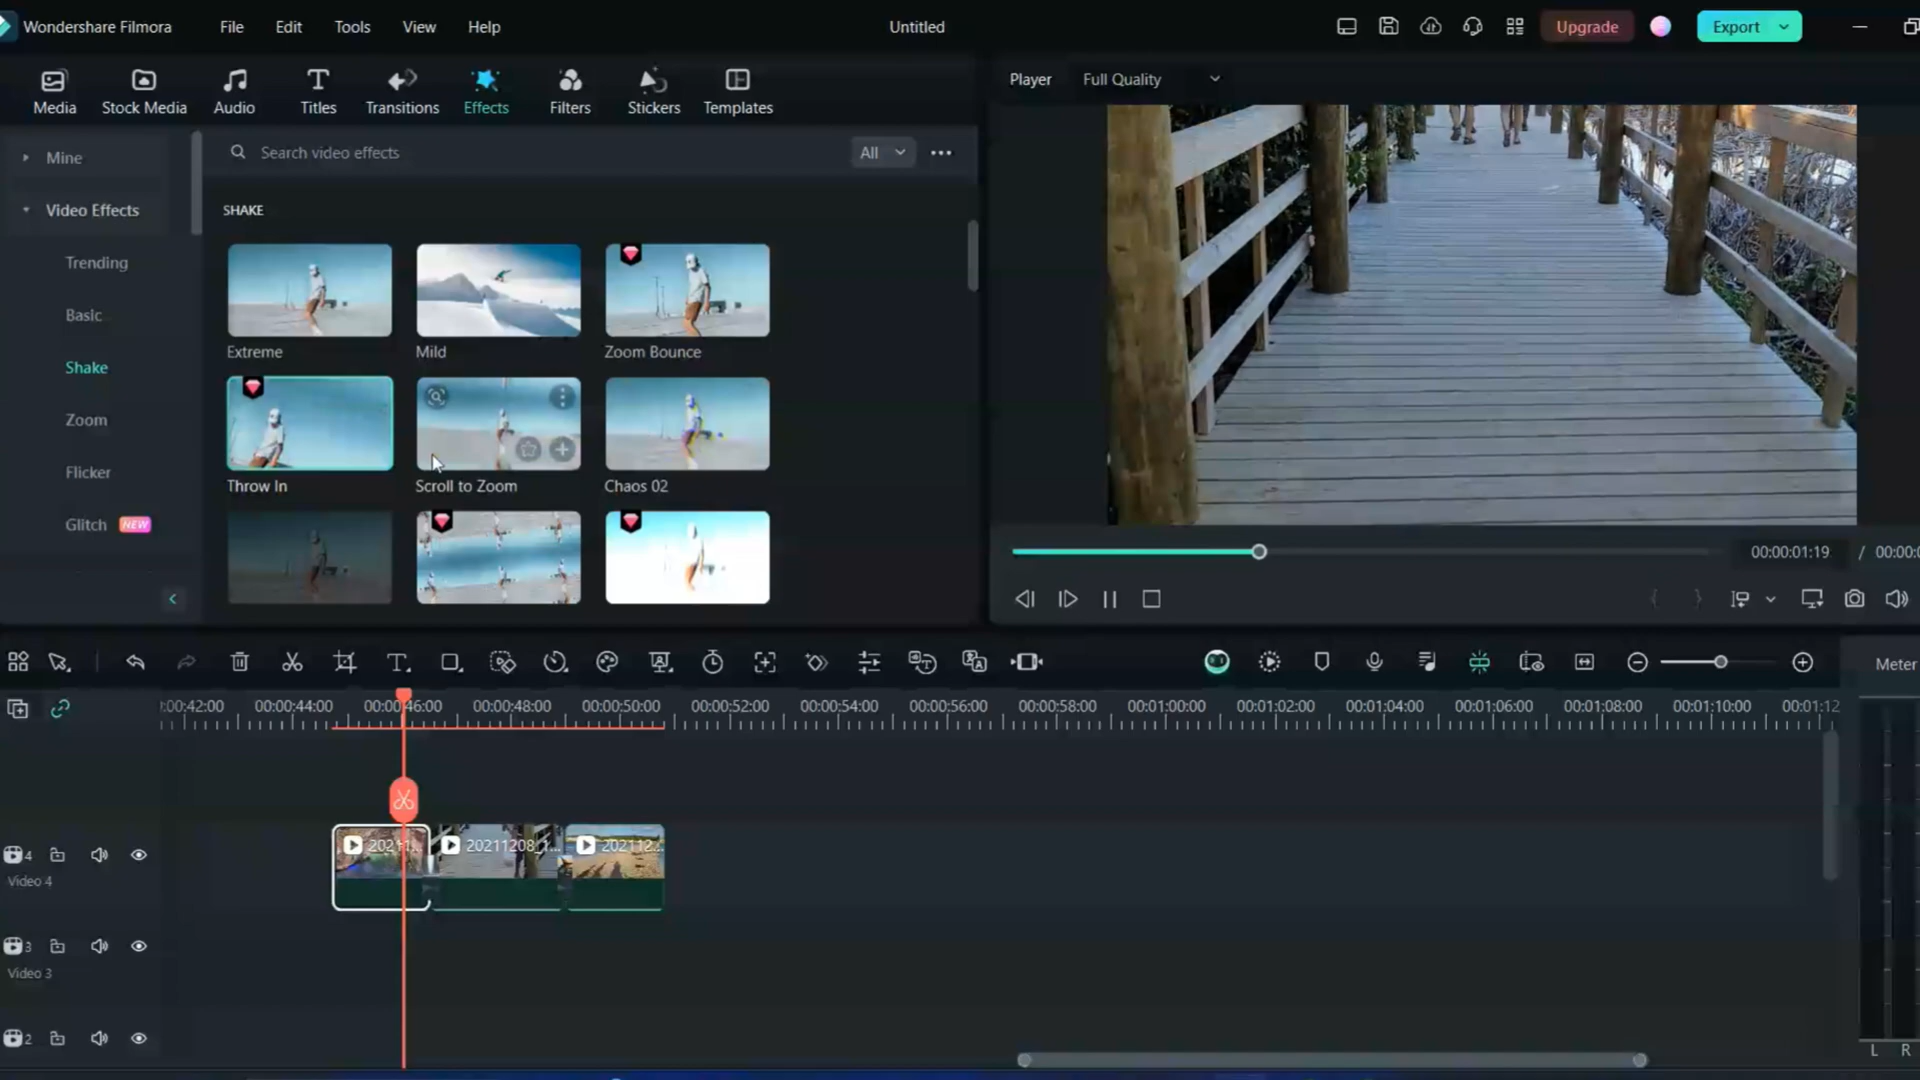 Wondershare Filmora File Edit Tools View Help Untitled Upgrade Export
Media Stock Media Audio Titles Transitions Effects Filters Stickers Templates
Player Full Quality
Mine
Search video effects All
Video Effects
SHAKE
Trending
Basic
Shake
Zoom
Flicker
Glitch NEW
Extreme Mild Zoom Bounce
Throw In Scroll to Zoom Chaos 02
00:00:01:19 / 00:00:0
Meter
:00:42:00 00:00:44:00 00:00:46:00 00:00:48:00 00:00:50:00 00:00:52:00 00:00:54:00 00:00:56:00 00:00:58:00 00:01:00:00 00:01:02:00 00:01:04:00 00:01:06:00 00:01:08:00 00:01:10:00 00:01:12
20211... 20211208_1... 202112...
4
Video 4
3
Video 3
2
L R